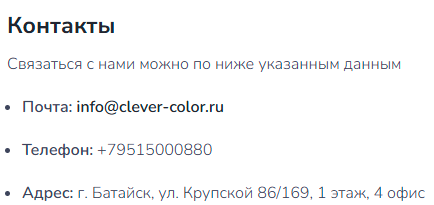 Контакты
Связаться с нами можно по ниже указанным данным
Почта: info@clever-color.ru
Телефон: +79515000880
Адрес: г. Батайск, ул. Крупской 86/169, 1 этаж, 4 офис